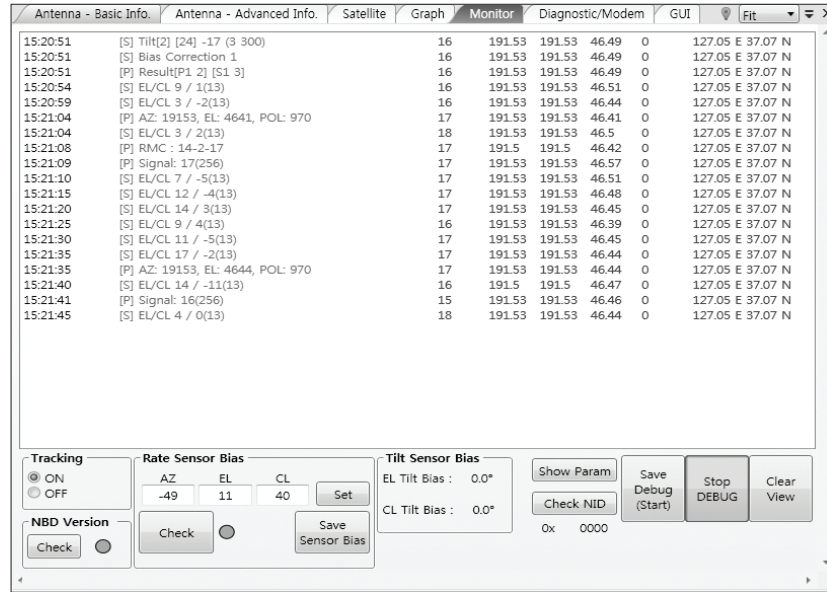 Antenna - Basic Info. Antenna - Advanced Info. Satellite Graph Monitor Diagnostic/Modem GUI Fit
15:20:51 [S] Tilt[2] [24] -17 (3 300) 16 191.53 191.53 46.49 0 127.05 E 37.07 N
15:20:51 [S] Bias Correction 1 16 191.53 191.53 46.49 0 127.05 E 37.07 N
15:20:51 [P] Result[P1 2] [S1 3] 16 191.53 191.53 46.49 0 127.05 E 37.07 N
15:20:54 [S] EL/CL 9 / 1(13) 16 191.53 191.53 46.51 0 127.05 E 37.07 N
15:20:59 [S] EL/CL 3 / -2(13) 16 191.53 191.53 46.44 0 127.05 E 37.07 N
15:21:04 [P] AZ: 19153, EL: 4641, POL: 970 17 191.53 191.53 46.41 0 127.05 E 37.07 N
15:21:04 [S] EL/CL 3 / 2(13) 18 191.53 191.53 46.5 0 127.05 E 37.07 N
15:21:08 [P] RMC : 14-2-17 17 191.5 191.5 46.42 0 127.05 E 37.07 N
15:21:09 [P] Signal: 17(256) 17 191.53 191.53 46.57 0 127.05 E 37.07 N
15:21:10 [S] EL/CL 7 / -5(13) 17 191.53 191.53 46.51 0 127.05 E 37.07 N
15:21:15 [S] EL/CL 12 / -4(13) 17 191.53 191.53 46.48 0 127.05 E 37.07 N
15:21:20 [S] EL/CL 14 / 3(13) 17 191.53 191.53 46.45 0 127.05 E 37.07 N
15:21:25 [S] EL/CL 9 / 4(13) 16 191.53 191.53 46.39 0 127.05 E 37.07 N
15:21:30 [S] EL/CL 11 / -5(13) 17 191.53 191.53 46.45 0 127.05 E 37.07 N
15:21:35 [S] EL/CL 17 / -2(13) 17 191.53 191.53 46.44 0 127.05 E 37.07 N
15:21:35 [P] AZ: 19153, EL: 4644, POL: 970 17 191.53 191.53 46.44 0 127.05 E 37.07 N
15:21:40 [S] EL/CL 14 / -11(13) 16 191.5 191.5 46.47 0 127.05 E 37.07 N
15:21:41 [P] Signal: 16(256) 15 191.53 191.53 46.46 0 127.05 E 37.07 N
15:21:45 [S] EL/CL 4 / 0(13) 18 191.53 191.53 46.44 0 127.05 E 37.07 N
Tracking
ON
OFF
NBD Version
Check
Rate Sensor Bias
AZ EL CL
-49 11 40 Set
Check
Save
Sensor Bias
Tilt Sensor Bias
EL Tilt Bias : 0.0°
CL Tilt Bias : 0.0°
Show Param
Check NID
0x 0000
Save
Debug
(Start)
Stop
DEBUG
Clear
View